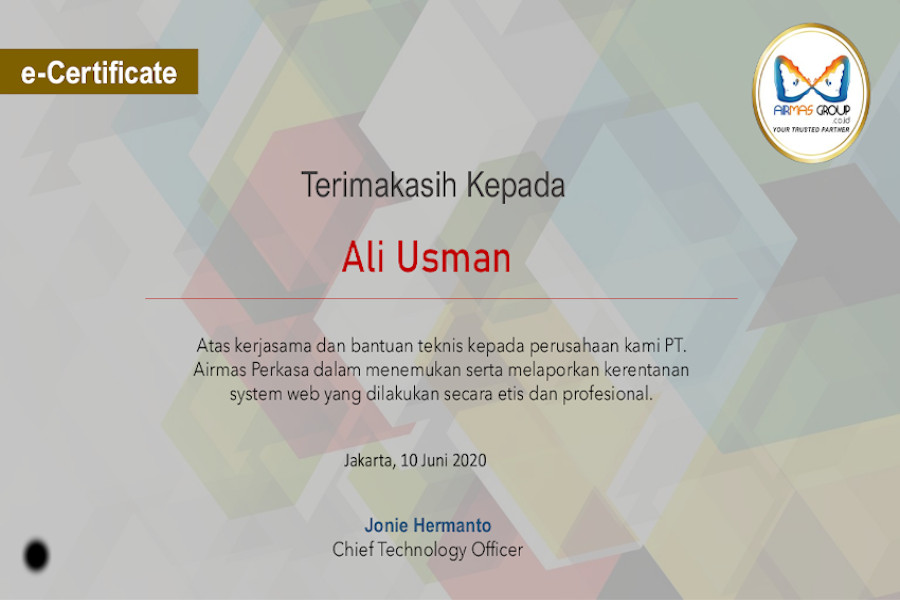 e-Certificate
AIRMAS GROUP
.co.id
YOUR TRUSTED PARTNER
Terimakasih Kepada
Ali Usman
Atas kerjasama dan bantuan teknis kepada perusahaan kami PT.
Airmas Perkasa dalam menemukan serta melaporkan kerentanan
system web yang dilakukan secara etis dan profesional.
Jakarta, 10 Juni 2020
Jonie Hermanto
Chief Technology Officer